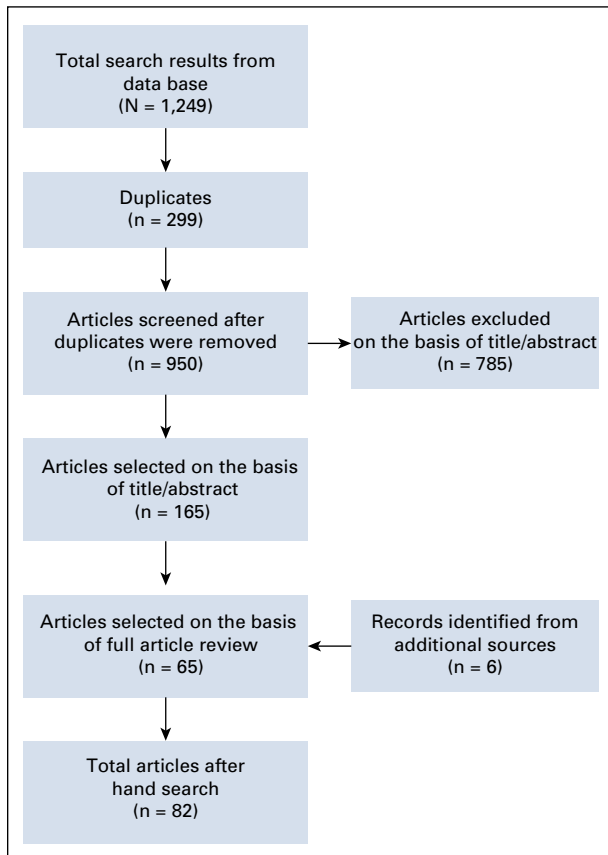 Total search results from
data base
(N = 1,249)
Duplicates
(n = 299)
Articles screened after
duplicates were removed
(n = 950)
Articles excluded
on the basis of title/abstract
(n = 785)
Articles selected on the basis
of title/abstract
(n = 165)
Articles selected on the basis
of full article review
(n = 65)
Records identified from
additional sources
(n = 6)
Total articles after
hand search
(n = 82)